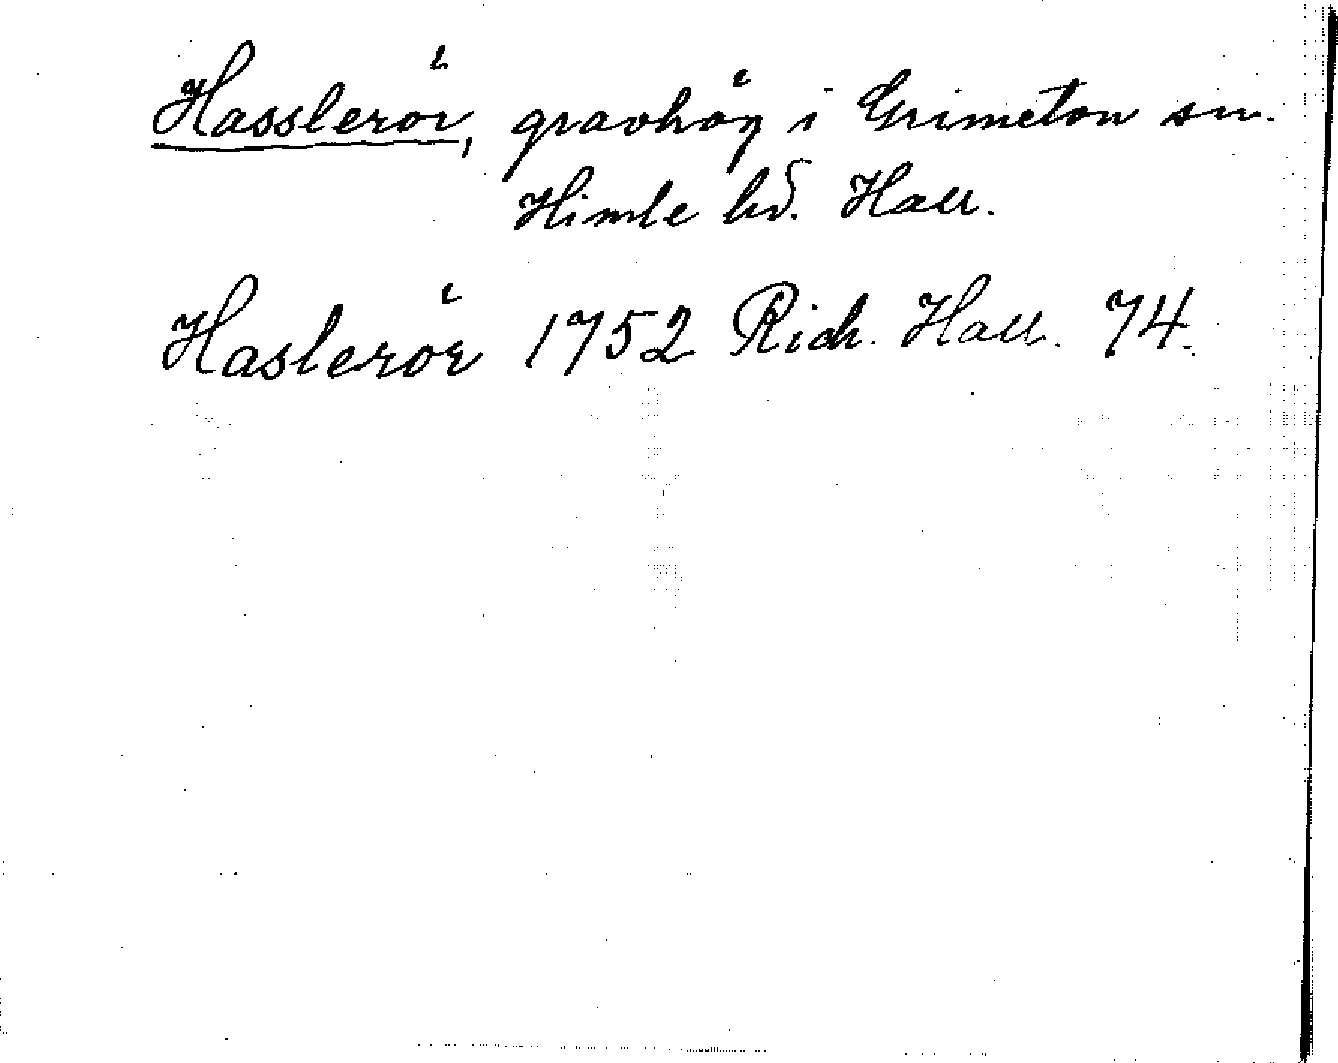 Hasslerör, gravhög i Grimeton sn.
Himle hd. Hall.
Haslerör 1752 Rich. Hall. 74.